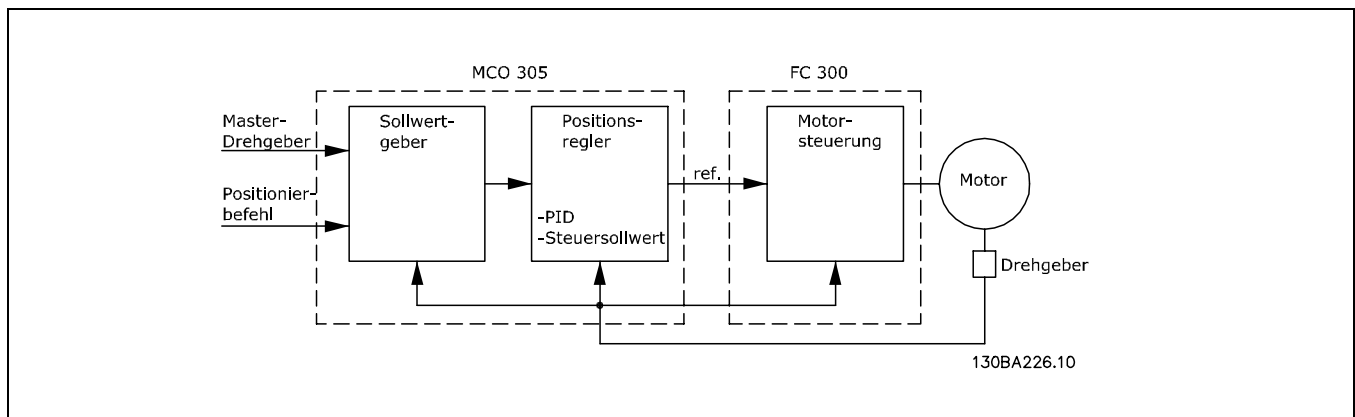 MCO 305
FC 300
Master-
Drehgeber
Positionier-
befehl
Sollwert-
geber
Positions-
regler
-PID
-Steuersollwert
ref.
Motor-
steuerung
Motor
Drehgeber
130BA226.10